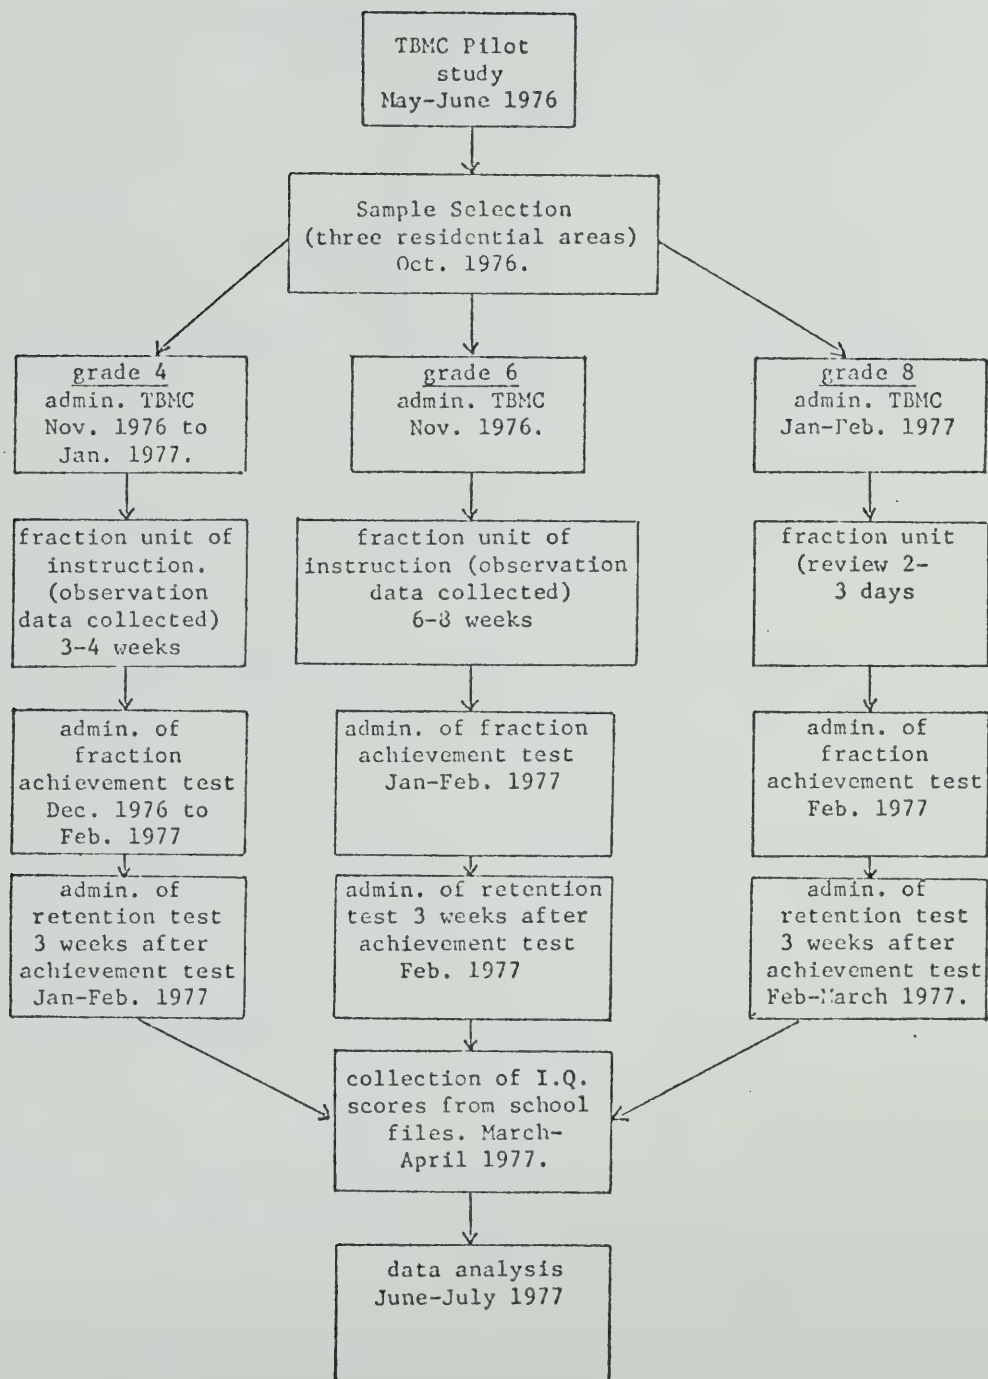 TBMC Pilot
study
May-June 1976
Sample Selection
(three residential areas)
Oct. 1976.
grade 4
admin. TBMC
Nov. 1976 to
Jan. 1977.
grade 6
admin. TBMC
Nov. 1976.
grade 8
admin. TBMC
Jan-Feb. 1977
fraction unit of
instruction.
(observation
data collected)
3-4 weeks
fraction unit of
instruction (observation
data collected)
6-8 weeks
fraction unit
(review 2-
3 days
admin. of
fraction
achievement test
Dec. 1976 to
Feb. 1977
admin. of fraction
achievement test
Jan-Feb. 1977
admin. of
fraction
achievement test
Feb. 1977
admin. of
retention test
3 weeks after
achievement test
Jan-Feb. 1977
admin. of retention
test 3 weeks after
achievement test
Feb. 1977
admin. of
retention test
3 weeks after
achievement test
Feb-March 1977.
collection of I.Q.
scores from school
files. March-
April 1977.
data analysis
June-July 1977